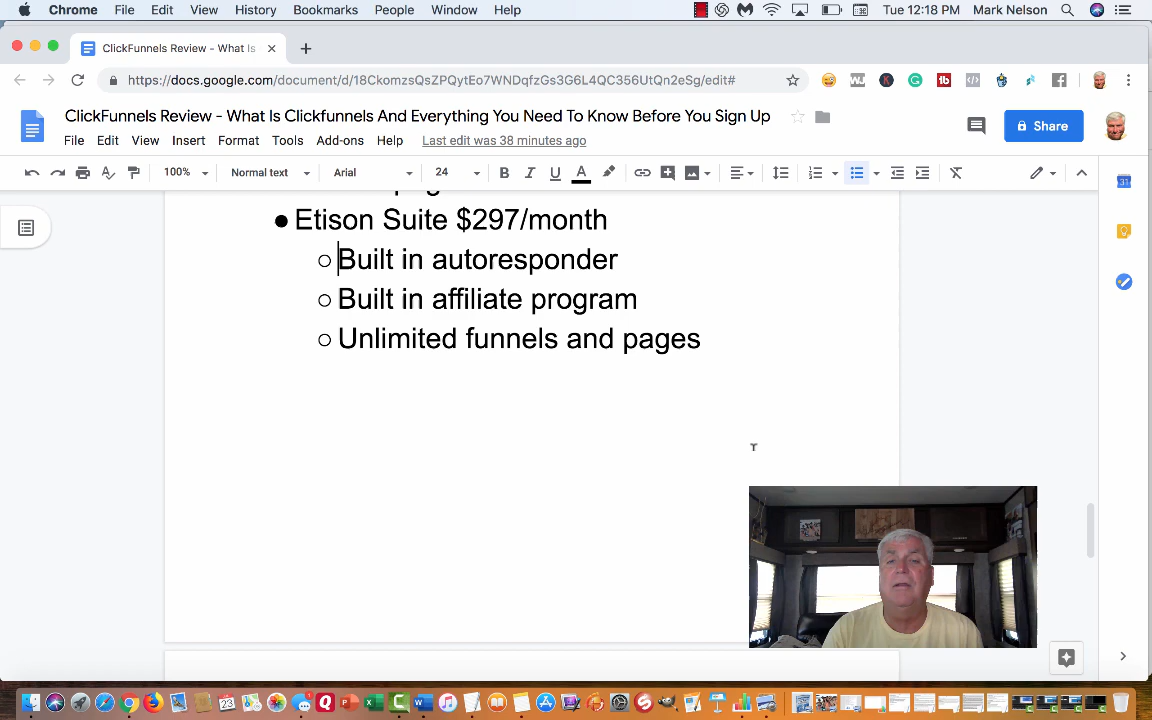 Chrome File Edit View History Bookmarks People Window Help Tue 12:18 PM Mark Nelson
ClickFunnels Review - What Is
https://docs.google.com/document/d/18CkomzsQsZPQytEo7WNDqfzGs3G6L4QC356UtQn2eSg/edit#
ClickFunnels Review - What Is Clickfunnels And Everything You Need To Know Before You Sign Up
File Edit View Insert Format Tools Add-ons Help Last edit was 38 minutes ago
Share
100% Normal text Arial 24 B I U A
● Etison Suite $297/month
○ Built in autoresponder
○ Built in affiliate program
○ Unlimited funnels and pages